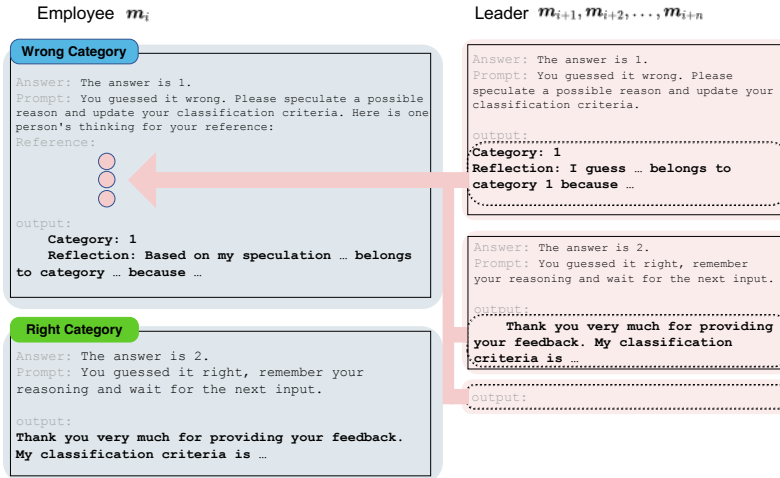 Employee m_i
Wrong Category
Answer: The answer is 1.
Prompt: You guessed it wrong. Please speculate a possible
reason and update your classification criteria. Here is one
person's thinking for your reference:
Reference:
output:
Category: 1
Reflection: Based on my speculation … belongs
to category … because …
Right Category
Answer: The answer is 2.
Prompt: You guessed it right, remember your
reasoning and wait for the next input.
output:
Thank you very much for providing your feedback.
My classification criteria is …
Leader m_{i+1}, m_{i+2}, . . . , m_{i+n}
Answer: The answer is 1.
Prompt: You guessed it wrong. Please
speculate a possible reason and update your
classification criteria.
output:
Category: 1
Reflection: I guess … belongs to
category 1 because …
Answer: The answer is 2.
Prompt: You guessed it right, remember
your reasoning and wait for the next input.
output:
Thank you very much for providing
your feedback. My classification
criteria is …
output: